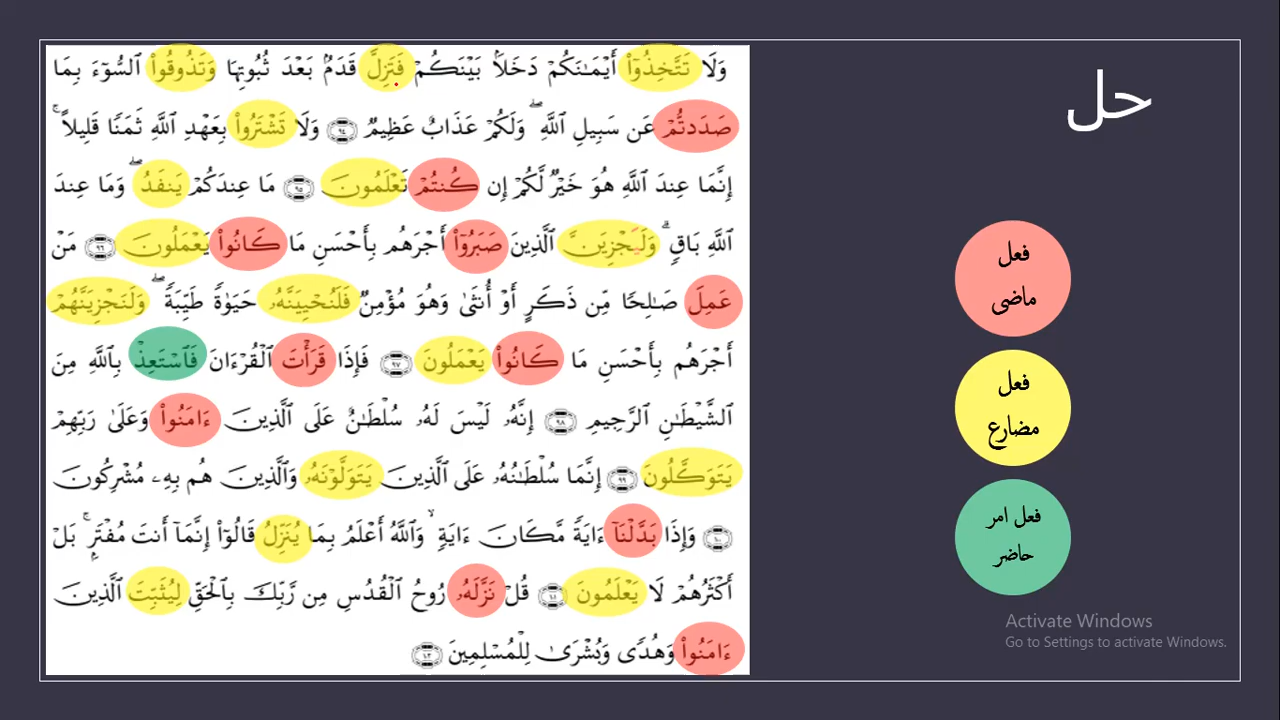 وَلَا تَتَّخِذُوٓا۟ أَيْمَـٰنَكُمْ دَخَلًۢا بَيْنَكُمْ فَتَزِلَّ قَدَمٌۢ بَعْدَ ثُبُوتِهَا وَتَذُوقُوا۟ ٱلسُّوٓءَ بِمَا
صَدَدتُّمْ عَن سَبِيلِ ٱللَّهِ ۖ وَلَكُمْ عَذَابٌ عَظِيمٌ ٩٤ وَلَا تَشْتَرُوا۟ بِعَهْدِ ٱللَّهِ ثَمَنًا قَلِيلًا ۚ
إِنَّمَا عِندَ ٱللَّهِ هُوَ خَيْرٌ لَّكُمْ إِن كُنتُمْ تَعْلَمُونَ ٩٥ مَا عِندَكُمْ يَنفَدُ ۖ وَمَا عِندَ
ٱللَّهِ بَاقٍ ۗ وَلَيَجْزِيَنَّ ٱلَّذِينَ صَبَرُوٓا۟ أَجْرَهُم بِأَحْسَنِ مَا كَانُوا۟ يَعْمَلُونَ ٩٦ مَنْ
عَمِلَ صَـٰلِحًا مِّن ذَكَرٍ أَوْ أُنثَىٰ وَهُوَ مُؤْمِنٌ فَلَنُحْيِيَنَّهُۥ حَيَوٰةً طَيِّبَةً ۖ وَلَنَجْزِيَنَّهُمْ
أَجْرَهُم بِأَحْسَنِ مَا كَانُوا۟ يَعْمَلُونَ ٩٧ فَإِذَا قَرَأْتَ ٱلْقُرْءَانَ فَٱسْتَعِذْ بِٱللَّهِ مِنَ
ٱلشَّيْطَـٰنِ ٱلرَّجِيمِ ٩٨ إِنَّهُۥ لَيْسَ لَهُۥ سُلْطَـٰنٌ عَلَى ٱلَّذِينَ ءَامَنُوا۟ وَعَلَىٰ رَبِّهِمْ
يَتَوَكَّلُونَ ٩٩ إِنَّمَا سُلْطَـٰنُهُۥ عَلَى ٱلَّذِينَ يَتَوَلَّوْنَهُۥ وَٱلَّذِينَ هُم بِهِۦ مُشْرِكُونَ
١٠٠ وَإِذَا بَدَّلْنَآ ءَايَةً مَّكَانَ ءَايَةٍ ۙ وَٱللَّهُ أَعْلَمُ بِمَا يُنَزِّلُ قَالُوٓا۟ إِنَّمَآ أَنتَ مُفْتَرٍۭ ۚ بَلْ
أَكْثَرُهُمْ لَا يَعْلَمُونَ ١٠١ قُلْ نَزَّلَهُۥ رُوحُ ٱلْقُدُسِ مِن رَّبِّكَ بِٱلْحَقِّ لِيُثَبِّتَ ٱلَّذِينَ
ءَامَنُوا۟ وَهُدًى وَبُشْرَىٰ لِلْمُسْلِمِينَ ١٠٢
حل
فعل
ماضی
فعل
مضارع
فعل امر
حاضر
Activate Windows
Go to Settings to activate Windows.